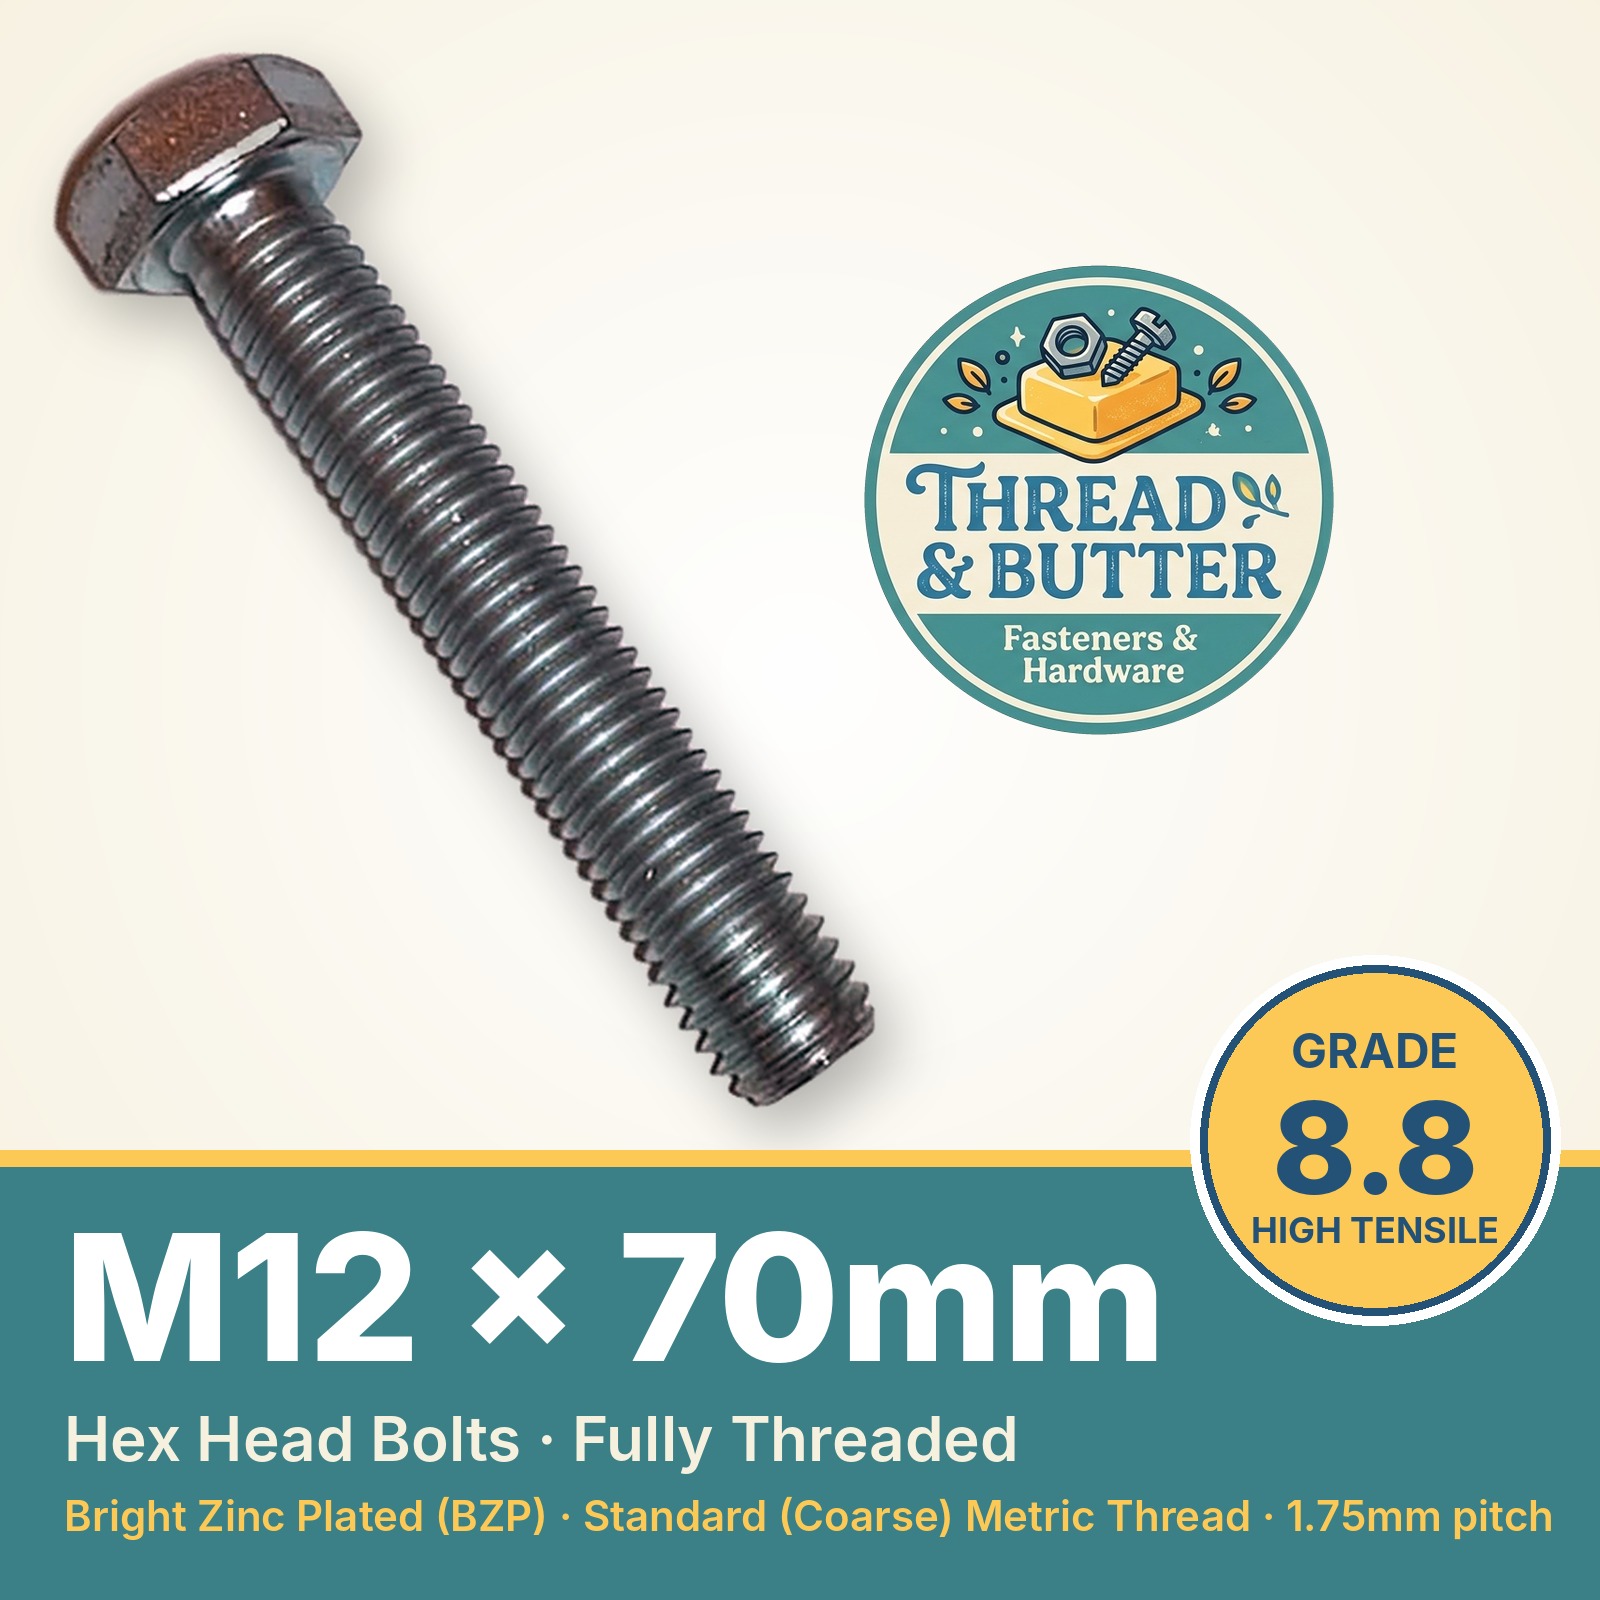 THREAD
& BUTTER
Fasteners &
Hardware
GRADE
8.8
HIGH TENSILE
M12 × 70mm
Hex Head Bolts · Fully Threaded
Bright Zinc Plated (BZP) · Standard (Coarse) Metric Thread · 1.75mm pitch